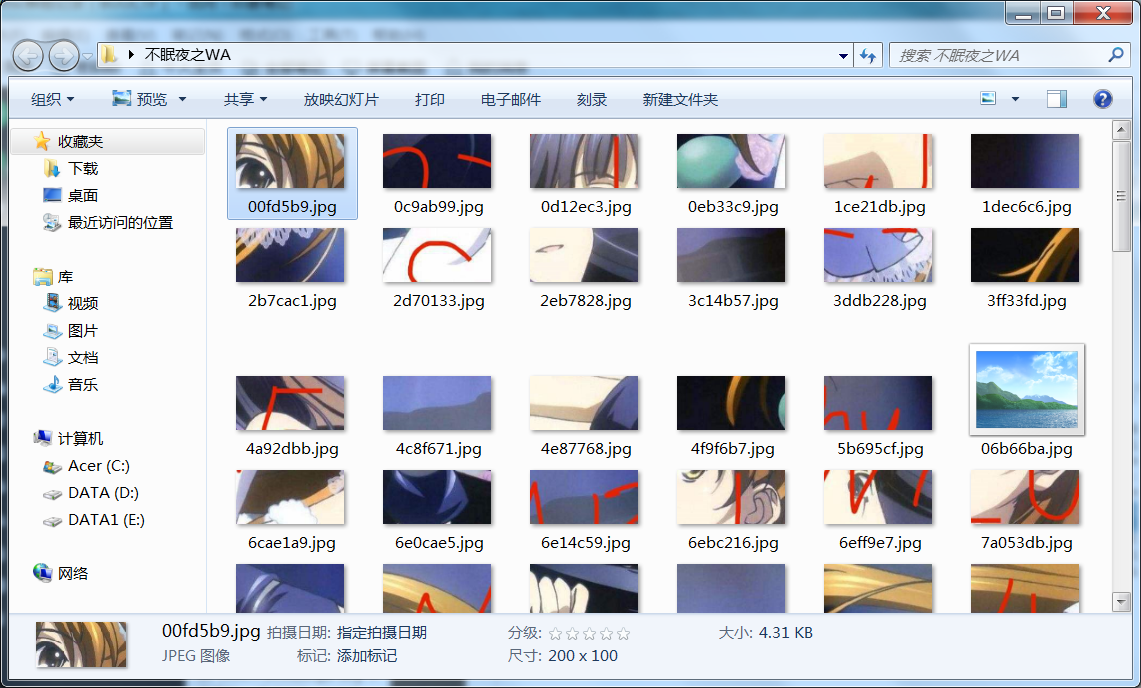 不眠夜之WA
搜索 不眠夜之WA
组织 预览 共享 放映幻灯片 打印 电子邮件 刻录 新建文件夹
收藏夹
下载
桌面
最近访问的位置
库
视频
图片
文档
音乐
计算机
Acer (C:)
DATA (D:)
DATA1 (E:)
网络
00fd5b9.jpg 0c9ab99.jpg 0d12ec3.jpg 0eb33c9.jpg 1ce21db.jpg 1dec6c6.jpg
2b7cac1.jpg 2d70133.jpg 2eb7828.jpg 3c14b57.jpg 3ddb228.jpg 3ff33fd.jpg
4a92dbb.jpg 4c8f671.jpg 4e87768.jpg 4f9f6b7.jpg 5b695cf.jpg 06b66ba.jpg
6cae1a9.jpg 6e0cae5.jpg 6e14c59.jpg 6ebc216.jpg 6eff9e7.jpg 7a053db.jpg
00fd5b9.jpg 拍摄日期: 指定拍摄日期 分级: 大小: 4.31 KB
JPEG 图像 标记: 添加标记 尺寸: 200 x 100